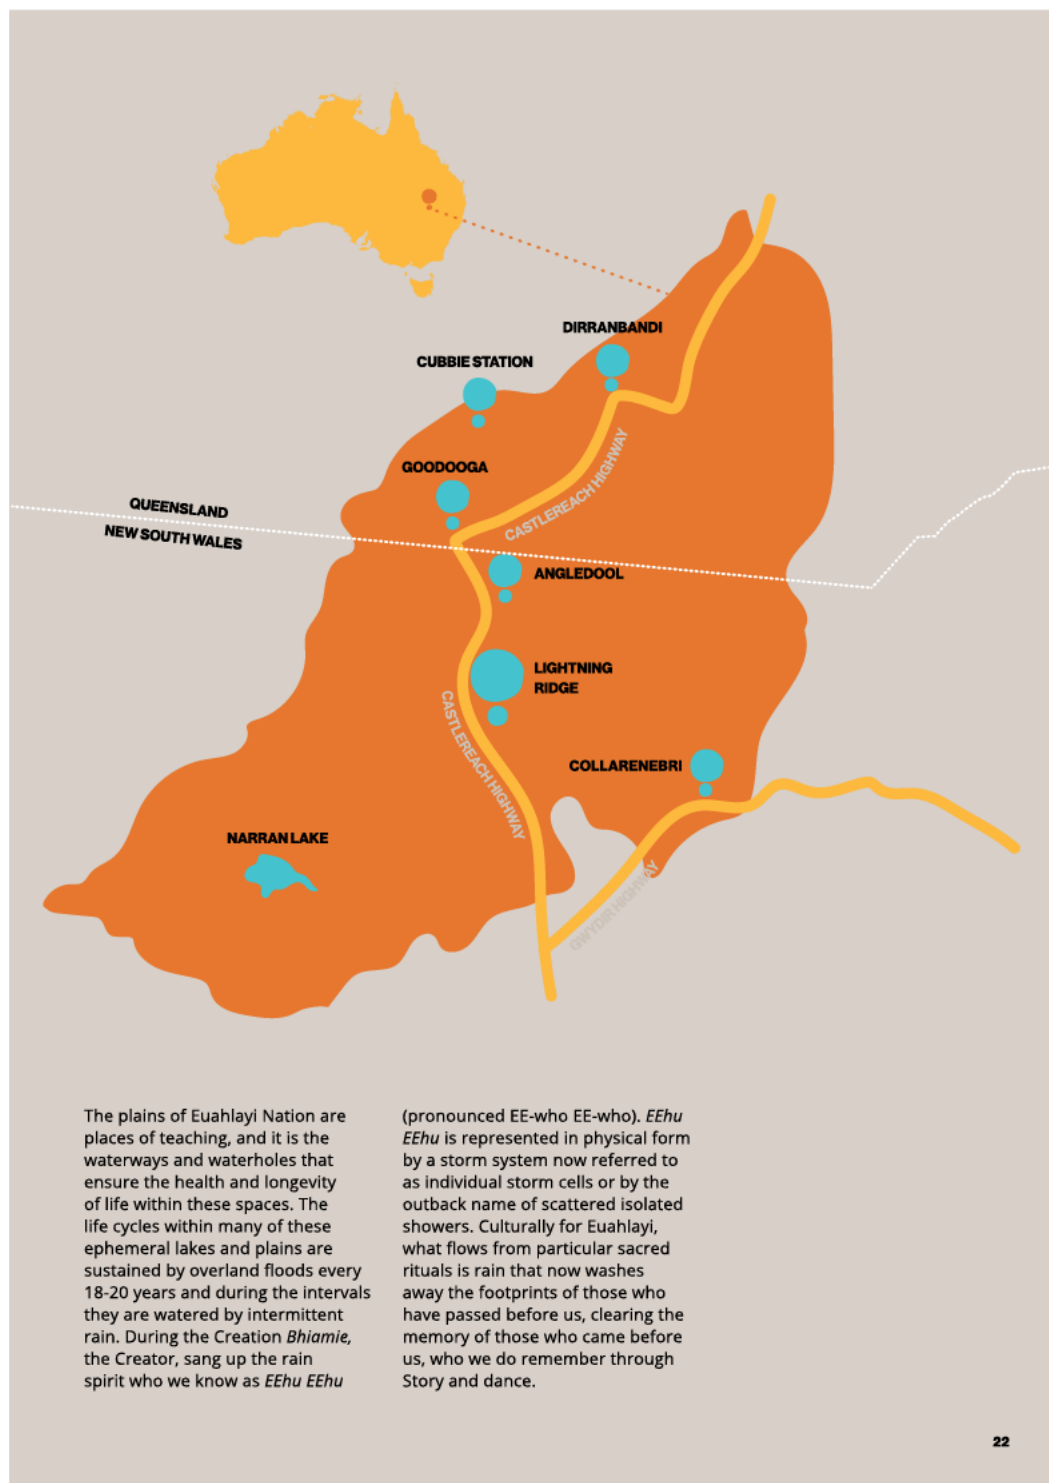 DIRRANBANDI
CUBBIE STATION
GOODOOGA
CASTLEREACH HIGHWAY
QUEENSLAND
NEW SOUTH WALES
ANGLEDOOL
LIGHTNING
RIDGE
CASTLEREACH HIGHWAY
COLLARENEBRI
NARRAN LAKE
GWYDIR HIGHWAY
The plains of Euahlayi Nation are
places of teaching, and it is the
waterways and waterholes that
ensure the health and longevity
of life within these spaces. The
life cycles within many of these
ephemeral lakes and plains are
sustained by overland floods every
18-20 years and during the intervals
they are watered by intermittent
rain. During the Creation Bhiamie,
the Creator, sang up the rain
spirit who we know as EEhu EEhu
(pronounced EE-who EE-who). EEhu
EEhu is represented in physical form
by a storm system now referred to
as individual storm cells or by the
outback name of scattered isolated
showers. Culturally for Euahlayi,
what flows from particular sacred
rituals is rain that now washes
away the footprints of those who
have passed before us, clearing the
memory of those who came before
us, who we do remember through
Story and dance.
22